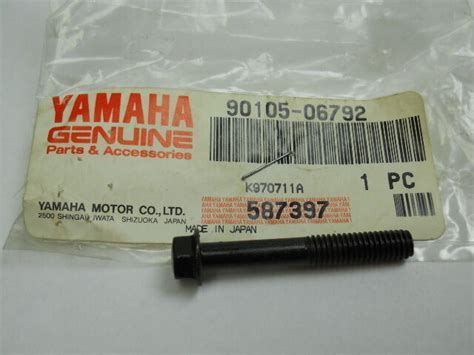 YAMAHA
GENUINE
Parts & Accessories
90105-06792
K970711A
1 PC
YAMAHA MOTOR CO., LTD.
2500 SHINGAI IWATA SHIZUOKA JAPAN
587397
MADE IN JAPAN